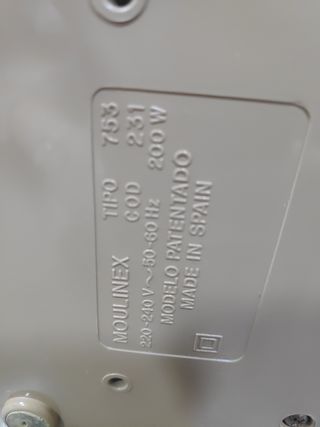 MOULINEX TIPO 753
COD 231
220-240 V ~ 50-60 Hz 200 W
MODELO PATENTADO
MADE IN SPAIN